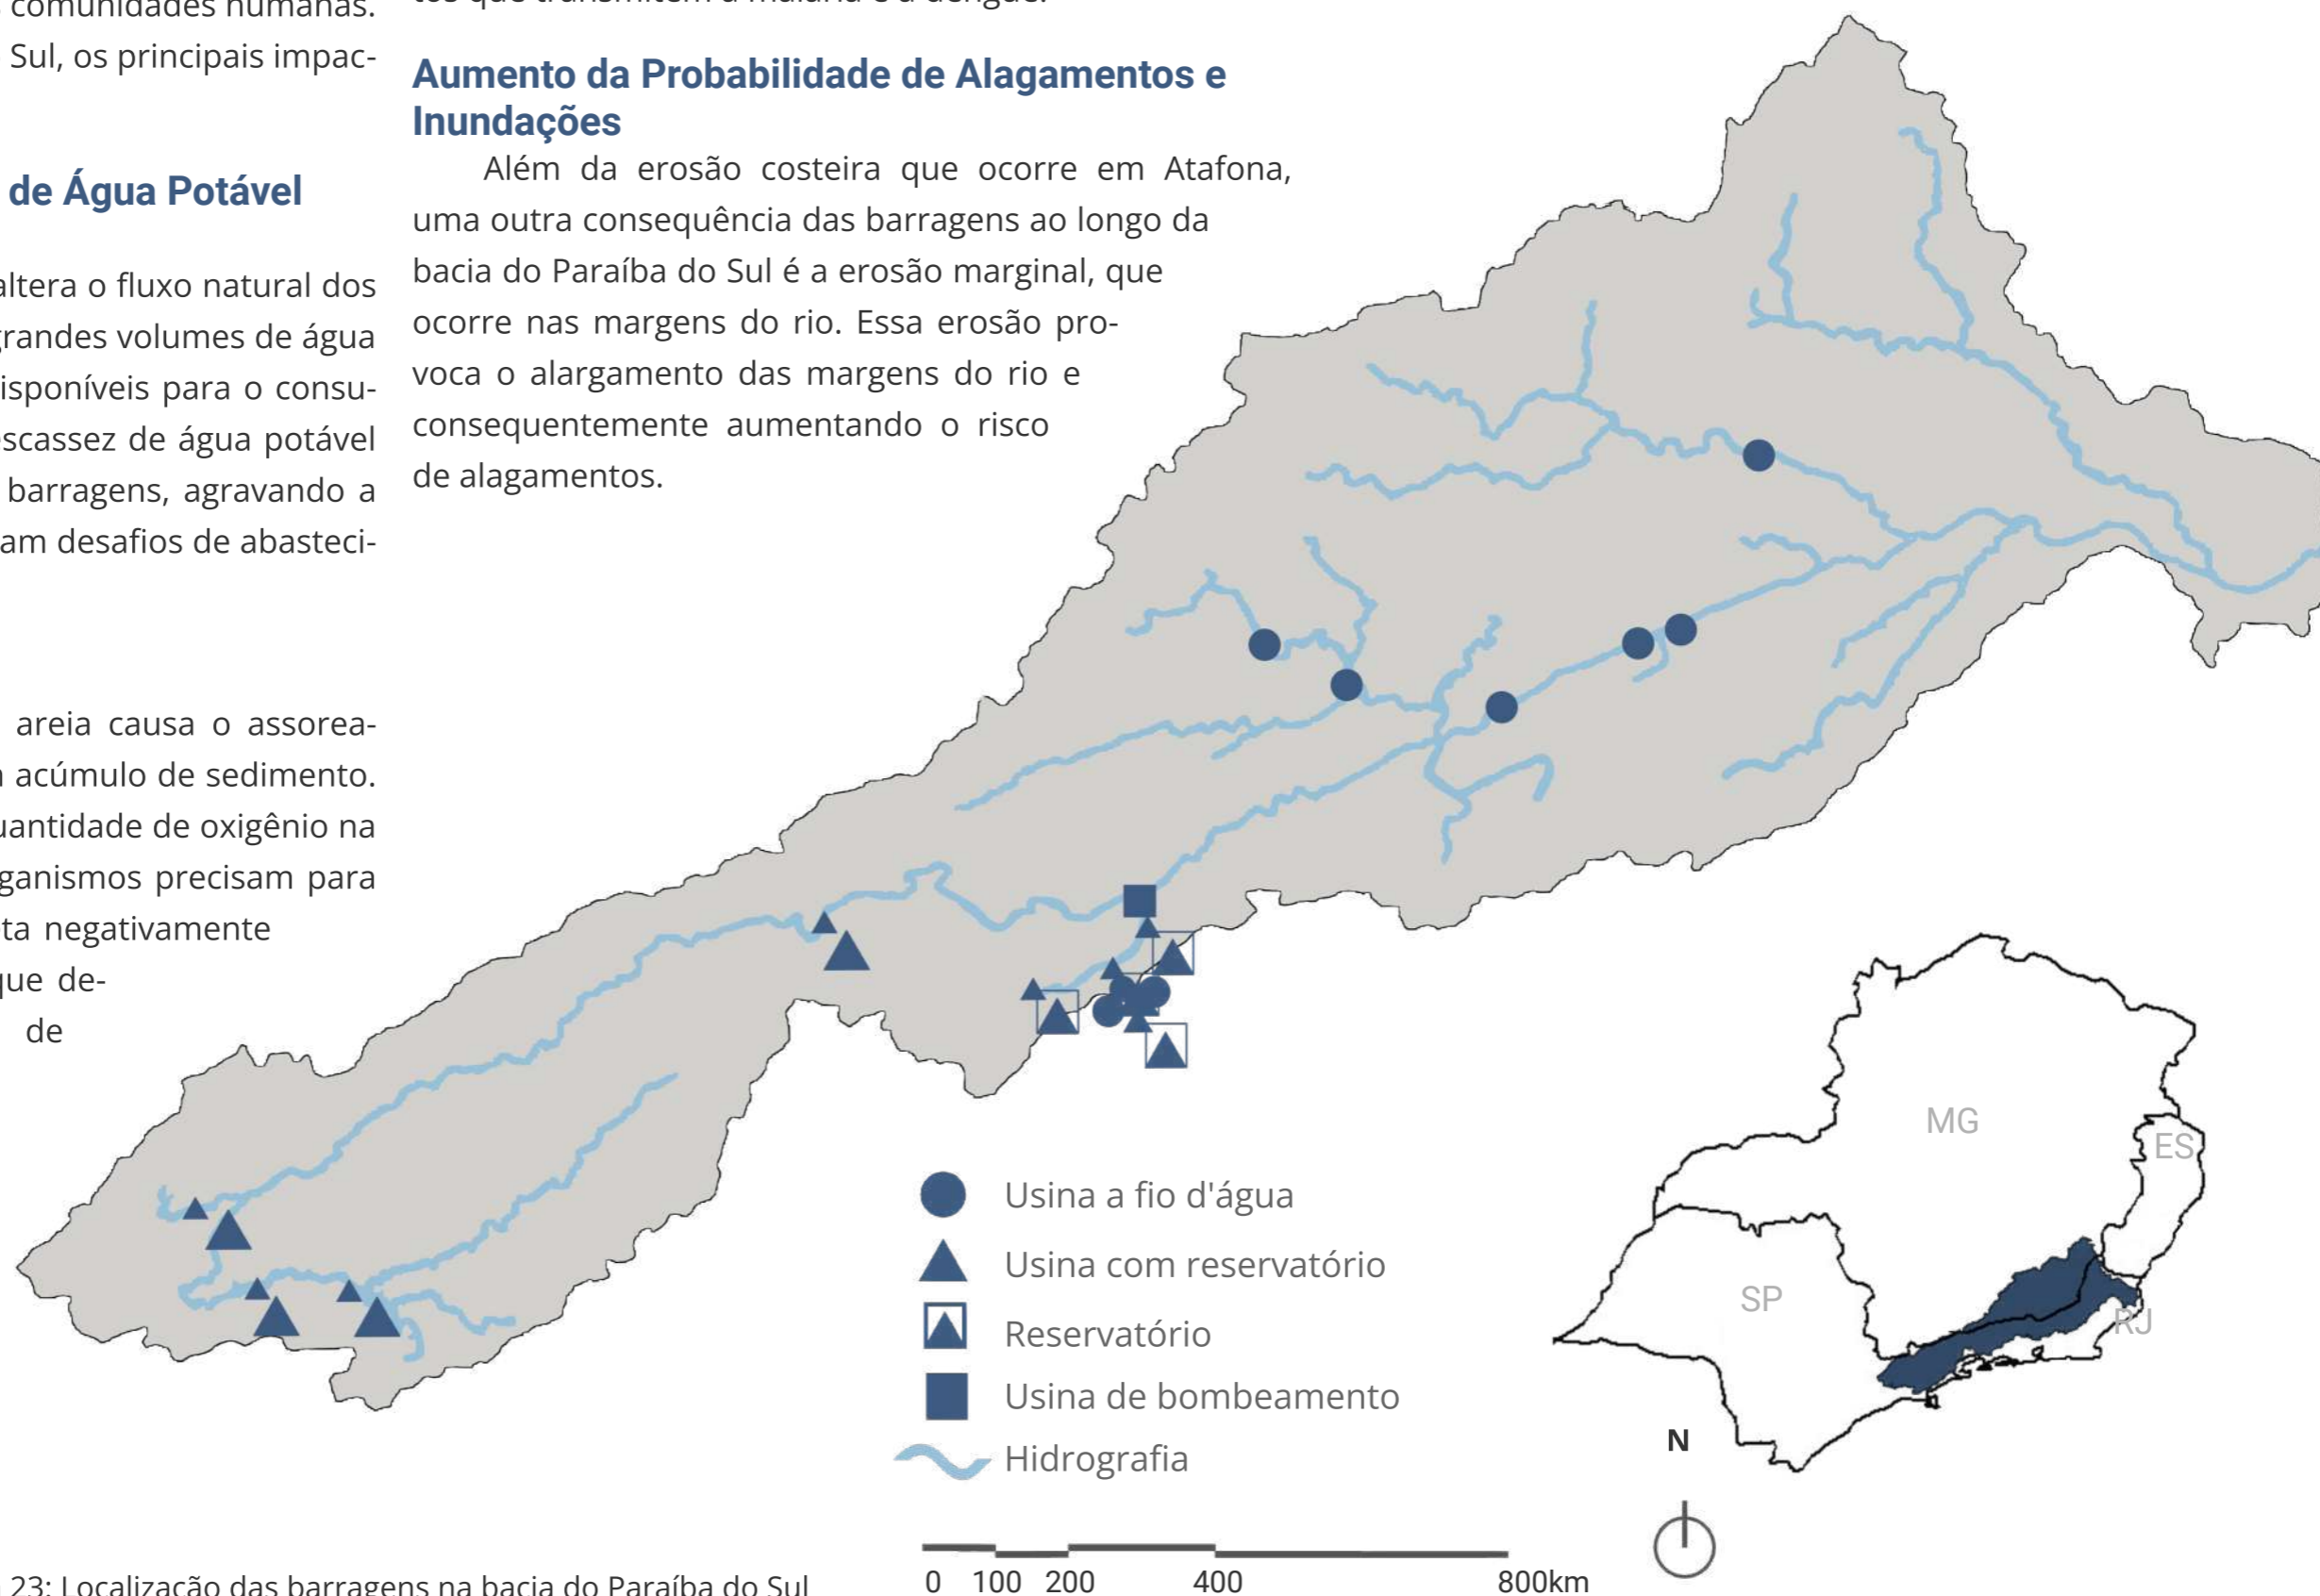 comunidades humanas.
Sul, os principais impac-
de Água Potável
altera o fluxo natural dos
grandes volumes de água
isponíveis para o consu-
escassez de água potável
barragens, agravando a
am desafios de abasteci-
areia causa o assorea-
acúmulo de sedimento.
uantidade de oxigênio na
ganismos precisam para
ta negativamente
que de-
de
tos que transmitem a malária e a dengue.
Aumento da Probabilidade de Alagamentos e
Inundações
Além da erosão costeira que ocorre em Atafona,
uma outra consequência das barragens ao longo da
bacia do Paraíba do Sul é a erosão marginal, que
ocorre nas margens do rio. Essa erosão pro-
voca o alargamento das margens do rio e
consequentemente aumentando o risco
de alagamentos.
Usina a fio d'água
Usina com reservatório
Reservatório
Usina de bombeamento
Hidrografia
0 100 200 400 800km
MG
ES
SP
RJ
N
23: Localização das barragens na bacia do Paraíba do Sul